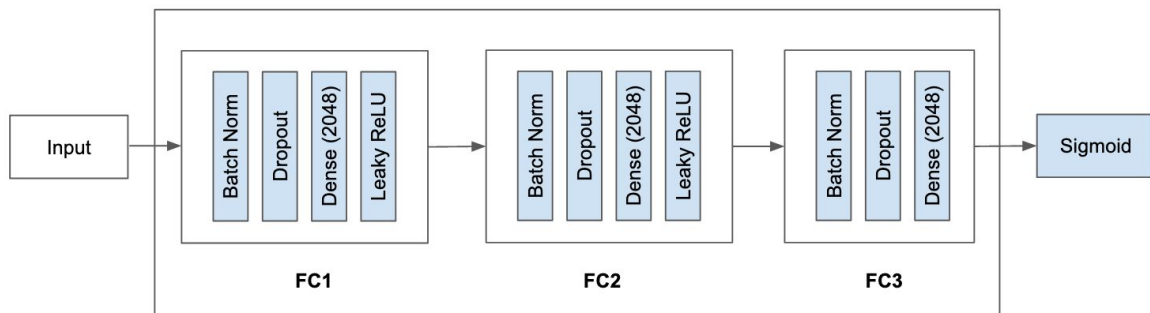 Input
Batch Norm
Dropout
Dense (2048)
Leaky ReLU
FC1
Batch Norm
Dropout
Dense (2048)
Leaky ReLU
FC2
Batch Norm
Dropout
Dense (2048)
FC3
Sigmoid